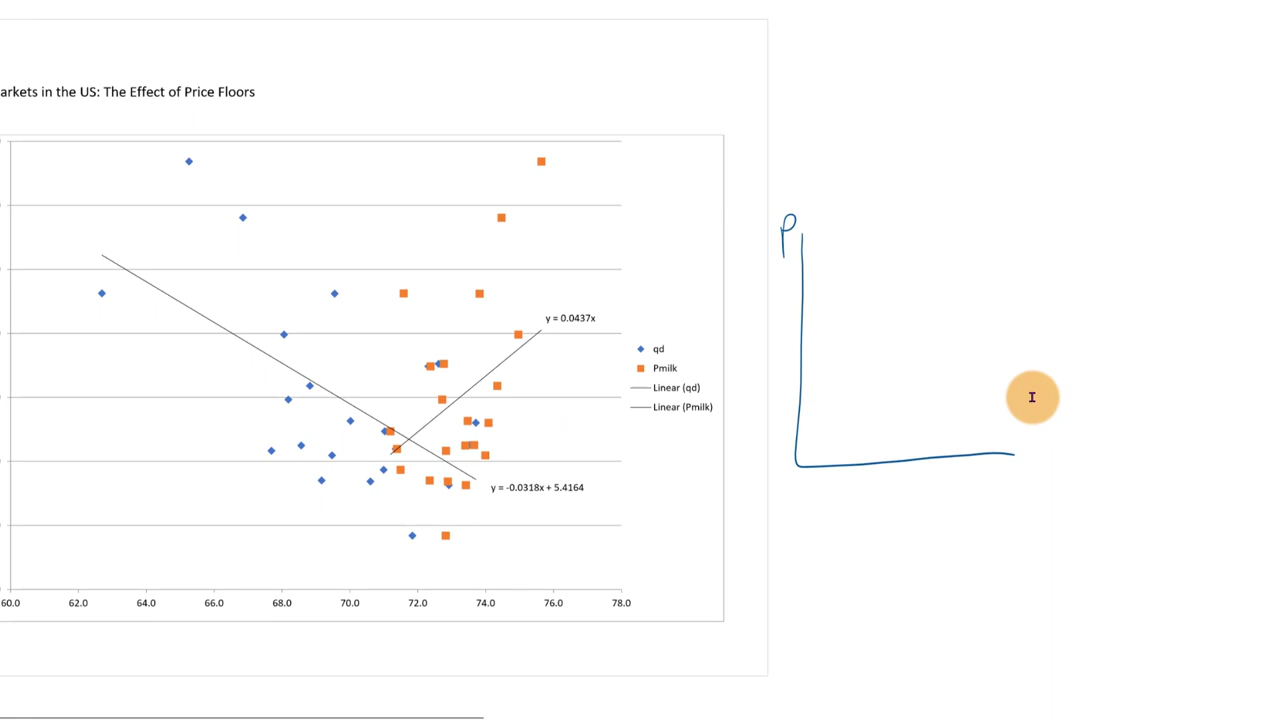 arkets in the US: The Effect of Price Floors
P
y = 0.0437x
qd
Pmilk
Linear (qd)
Linear (Pmilk)
y = -0.0318x + 5.4164
60.0 62.0 64.0 66.0 68.0 70.0 72.0 74.0 76.0 78.0